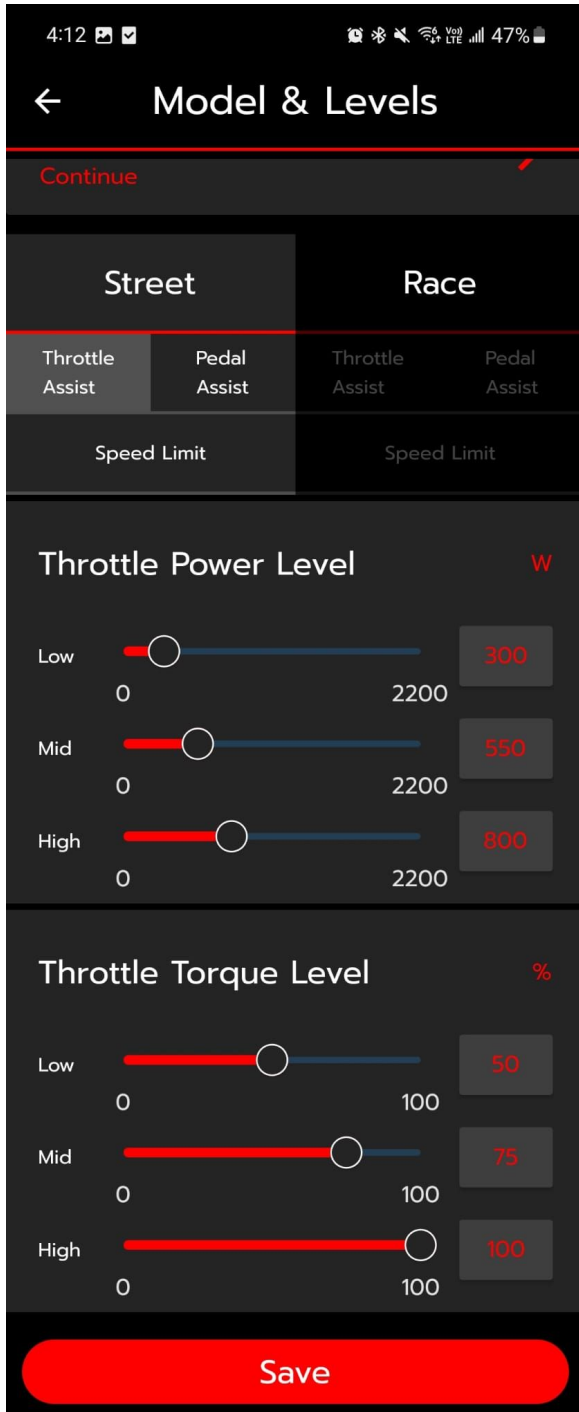 4:12 Vo)) LTE 47%
Model & Levels
Continue
Street Race
Throttle Assist Pedal Assist Throttle Assist Pedal Assist
Speed Limit Speed Limit
Throttle Power Level W
Low 300
0 2200
Mid 550
0 2200
High 800
0 2200
Throttle Torque Level %
Low 50
0 100
Mid 75
0 100
High 100
0 100
Save